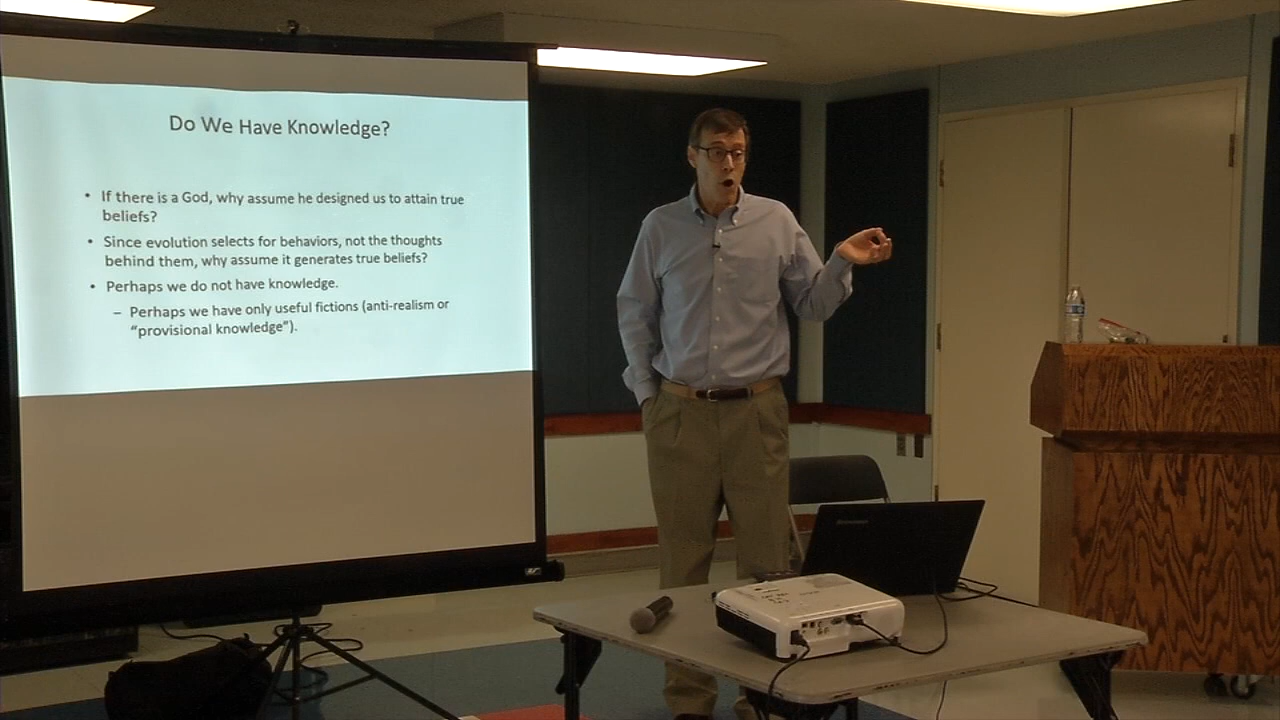 Do We Have Knowledge?
• If there is a God, why assume he designed us to attain true
beliefs?
• Since evolution selects for behaviors, not the thoughts
behind them, why assume it generates true beliefs?
• Perhaps we do not have knowledge.
– Perhaps we have only useful fictions (anti-realism or
“provisional knowledge”).